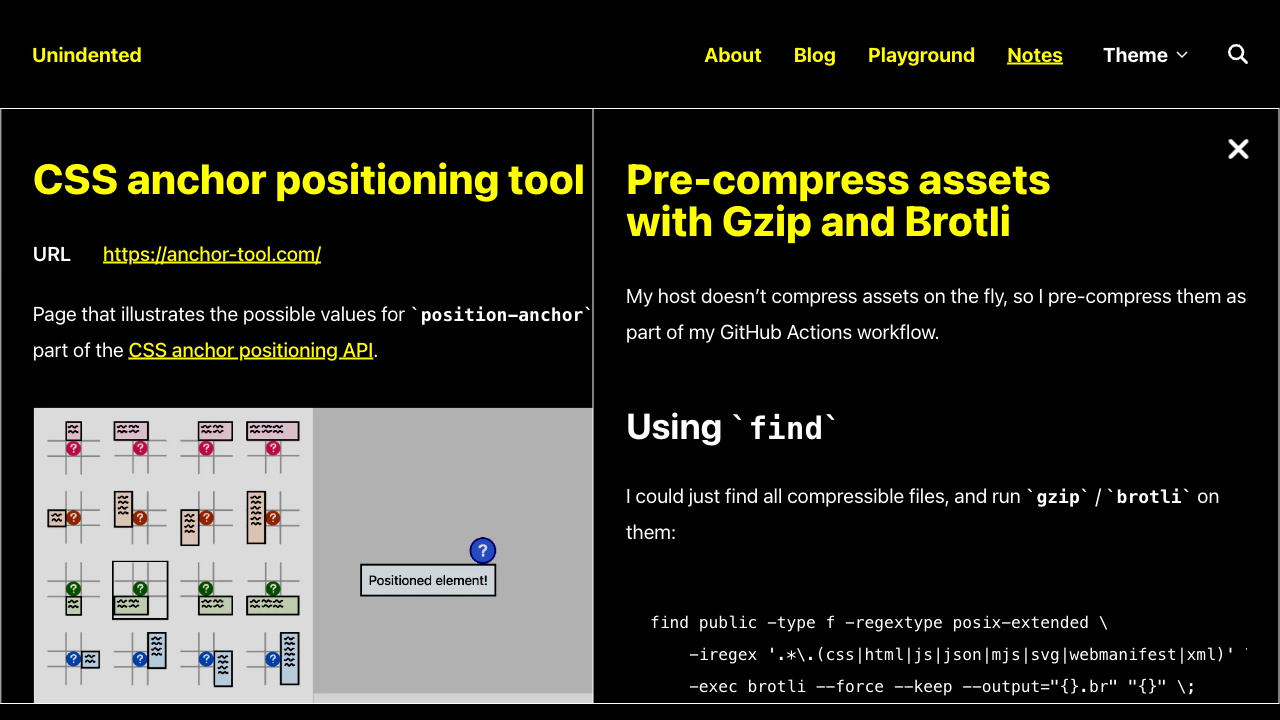 Unindented
About Blog Playground Notes Theme
CSS anchor positioning tool
URL https://anchor-tool.com/
Page that illustrates the possible values for `position-anchor`
part of the CSS anchor positioning API.
?
Positioned element!
Pre-compress assets
with Gzip and Brotli
My host doesn’t compress assets on the fly, so I pre-compress them as
part of my GitHub Actions workflow.
Using `find`
I could just find all compressible files, and run `gzip` / `brotli` on
them:
find public -type f -regextype posix-extended \
-iregex '.*\.(css|html|js|json|mjs|svg|webmanifest|xml)'
-exec brotli --force --keep --output="{}.br" "{}" \;